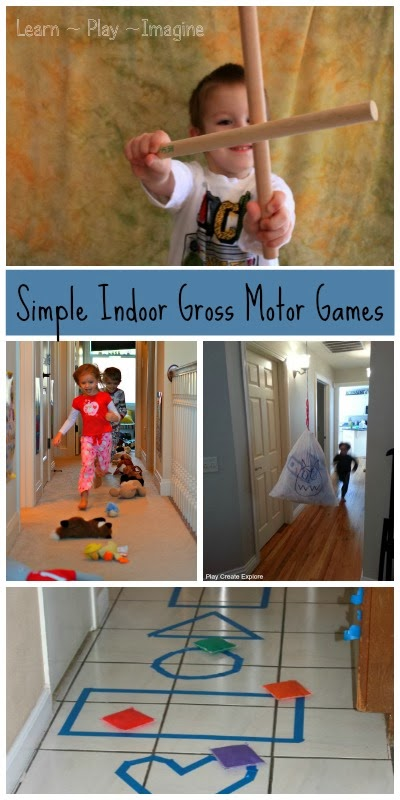 Learn ~ Play ~Imagine
Simple Indoor Gross Motor Games
Play Create Explore